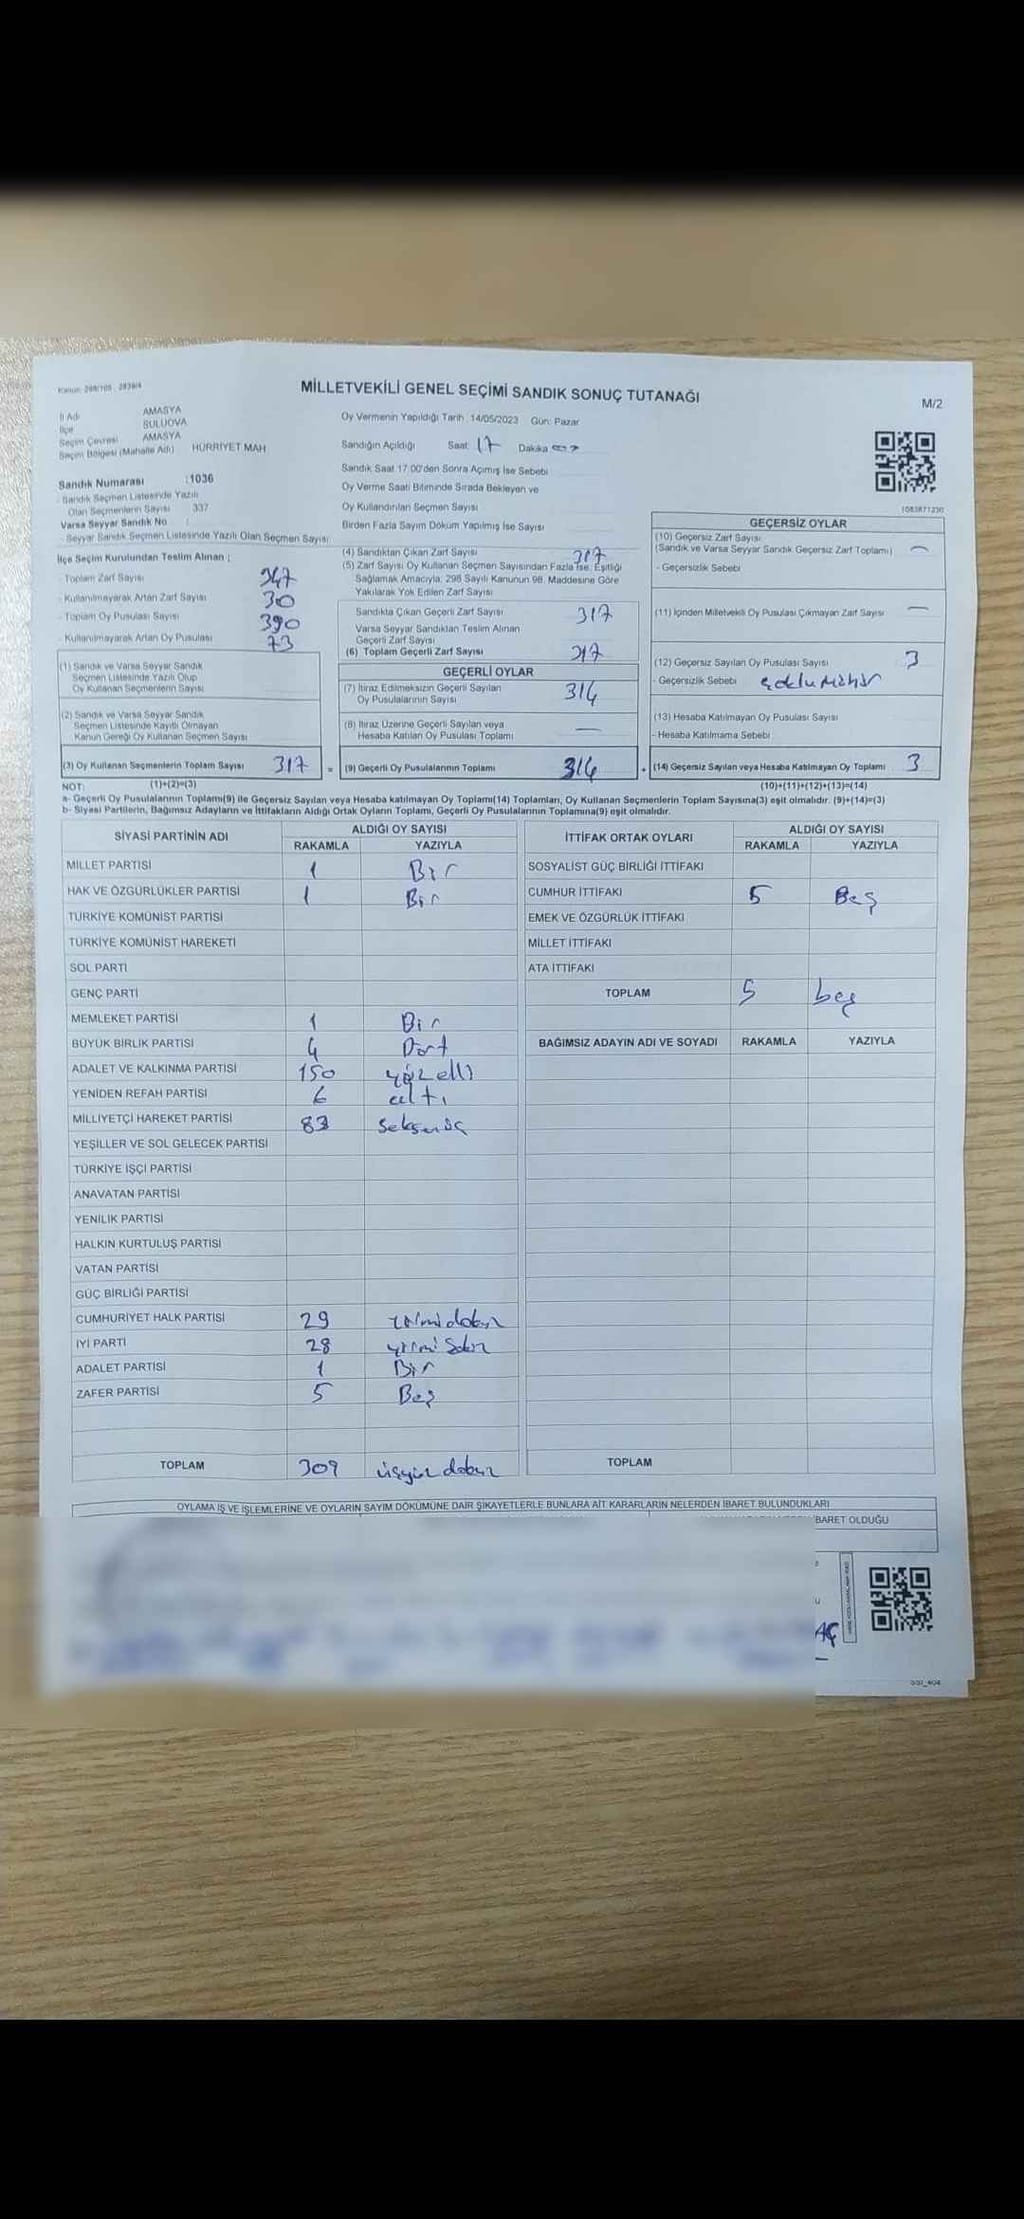 Kanun: 298/105 , 2839/4
MİLLETVEKİLİ GENEL SEÇİMİ SANDIK SONUÇ TUTANAĞI
M/2
İl Adı AMASYA
İlçe SULUOVA
Seçim Çevresi AMASYA
Seçim Bölgesi (Mahalle Adı) HÜRRİYET MAH
Sandık Numarası :1036
- Sandık Seçmen Listesinde Yazılı
Olan Seçmenlerin Sayısı 337
Varsa Seyyar Sandık No :
- Seyyar Sandık Seçmen Listesinde Yazılı Olan Seçmen Sayısı
Oy Vermenin Yapıldığı Tarih :14/05/2023 Gün: Pazar
Sandığın Açıldığı Saat: 17 Dakika
Sandık Saat 17:00'den Sonra Açımış İse Sebebi
Oy Verme Saati Bitiminde Sırada Bekleyen ve
Oy Kullandırılan Seçmen Sayısı
Birden Fazla Sayım Döküm Yapılmış İse Sayısı
1083871230
İlçe Seçim Kurulundan Teslim Alınan ;
- Toplam Zarf Sayısı 347
- Kullanılmayarak Artan Zarf Sayısı 30
- Toplam Oy Pusulası Sayısı 390
- Kullanılmayarak Artan Oy Pusulası 73
(1) Sandık ve Varsa Seyyar Sandık
Seçmen Listesinde Yazılı Olup
Oy Kullanan Seçmenlerin Sayısı
(2) Sandık ve Varsa Seyyar Sandık
Seçmen Listesinde Kayıtlı Olmayan
Kanun Gereği Oy Kullanan Seçmen Sayısı
(3) Oy Kullanan Seçmenlerin Toplam Sayısı 317
(4) Sandıktan Çıkan Zarf Sayısı 317
(5) Zarf Sayısı Oy Kullanan Seçmen Sayısından Fazla İse, Eşitliği
Sağlamak Amacıyla, 298 Sayılı Kanunun 98. Maddesine Göre
Yakılarak Yok Edilen Zarf Sayısı
Sandıkta Çıkan Geçerli Zarf Sayısı 317
Varsa Seyyar Sandıktan Teslim Alınan
Geçerli Zarf Sayısı
(6) Toplam Geçerli Zarf Sayısı 317
GEÇERLİ OYLAR
(7) İtiraz Edilmeksizin Geçerli Sayılan
Oy Pusulalarının Sayısı 314
(8) İtiraz Üzerine Geçerli Sayılan veya
Hesaba Katılan Oy Pusulası Toplamı —
= (9) Geçerli Oy Pusulalarının Toplamı 314
GEÇERSİZ OYLAR
(10) Geçersiz Zarf Sayısı
(Sandık ve Varsa Seyyar Sandık Geçersiz Zarf Toplamı) —
- Geçersizlik Sebebi
(11) İçinden Milletvekili Oy Pusulası Çıkmayan Zarf Sayısı —
(12) Geçersiz Sayılan Oy Pusulası Sayısı 3
- Geçersizlik Sebebi çoklu mühür
(13) Hesaba Katılmayan Oy Pusulası Sayısı
- Hesaba Katılmama Sebebi
+ (14) Geçersiz Sayılan veya Hesaba Katılmayan Oy Toplamı 3
NOT: (1)+(2)=(3) (10)+(11)+(12)+(13)=(14)
a- Geçerli Oy Pusulalarının Toplamı(9) ile Geçersiz Sayılan veya Hesaba katılmayan Oy Toplamı(14) Toplamları, Oy Kullanan Seçmenlerin Toplam Sayısına(3) eşit olmalıdır. (9)+(14)=(3)
b- Siyasi Partilerin, Bağımsız Adayların ve İttifakların Aldığı Ortak Oyların Toplamı, Geçerli Oy Pusulalarının Toplamına(9) eşit olmalıdır.
SİYASİ PARTİNİN ADI ALDIĞI OY SAYISI
RAKAMLA YAZIYLA
MİLLET PARTİSİ 1 Bir
HAK VE ÖZGÜRLÜKLER PARTİSİ 1 Bir
TÜRKİYE KOMÜNİST PARTİSİ
TÜRKİYE KOMÜNİST HAREKETİ
SOL PARTİ
GENÇ PARTİ
MEMLEKET PARTİSİ 1 Bir
BÜYÜK BİRLİK PARTİSİ 4 Dört
ADALET VE KALKINMA PARTİSİ 150 yüzelli
YENİDEN REFAH PARTİSİ 6 altı
MİLLİYETÇİ HAREKET PARTİSİ 83 seksenüç
YEŞİLLER VE SOL GELECEK PARTİSİ
TÜRKİYE İŞÇİ PARTİSİ
ANAVATAN PARTİSİ
YENİLİK PARTİSİ
HALKIN KURTULUŞ PARTİSİ
VATAN PARTİSİ
GÜÇ BİRLİĞİ PARTİSİ
CUMHURİYET HALK PARTİSİ 29 yirmidokuz
İYİ PARTİ 28 yirmi Sekiz
ADALET PARTİSİ 1 Bir
ZAFER PARTİSİ 5 Beş
TOPLAM 309 üçyüz dokuz
İTTİFAK ORTAK OYLARI ALDIĞI OY SAYISI
RAKAMLA YAZIYLA
SOSYALİST GÜÇ BİRLİĞİ İTTİFAKI
CUMHUR İTTİFAKI 5 Beş
EMEK VE ÖZGÜRLÜK İTTİFAKI
MİLLET İTTİFAKI
ATA İTTİFAKI
TOPLAM 5 beş
BAĞIMSIZ ADAYIN ADI VE SOYADI RAKAMLA YAZIYLA
TOPLAM
OYLAMA İŞ VE İŞLEMLERİNE VE OYLARIN SAYIM DÖKÜMÜNE DAİR ŞİKAYETLERLE BUNLARA AİT KARARLARIN NELERDEN İBARET BULUNDUKLARI
BARET OLDUĞU
AÇ